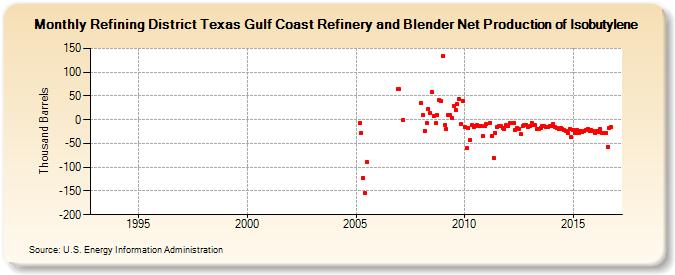 Monthly Refining District Texas Gulf Coast Refinery and Blender Net Production of Isobutylene
Thousand Barrels
150
100
50
0
-50
-100
-150
-200
1995 2000 2005 2010 2015
Source: U.S. Energy Information Administration